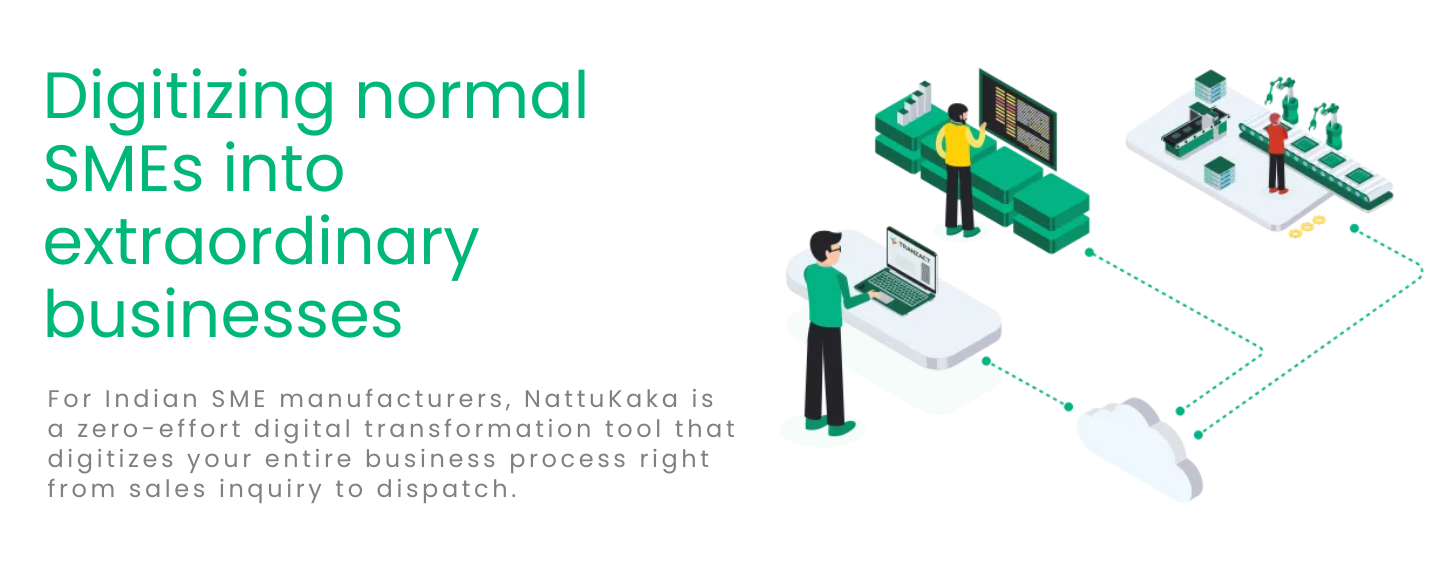 Digitizing normal
SMEs into
extraordinary
businesses
For Indian SME manufacturers, NattuKaka is
a zero-effort digital transformation tool that
digitizes your entire business process right
from sales inquiry to dispatch.
TRANZACT